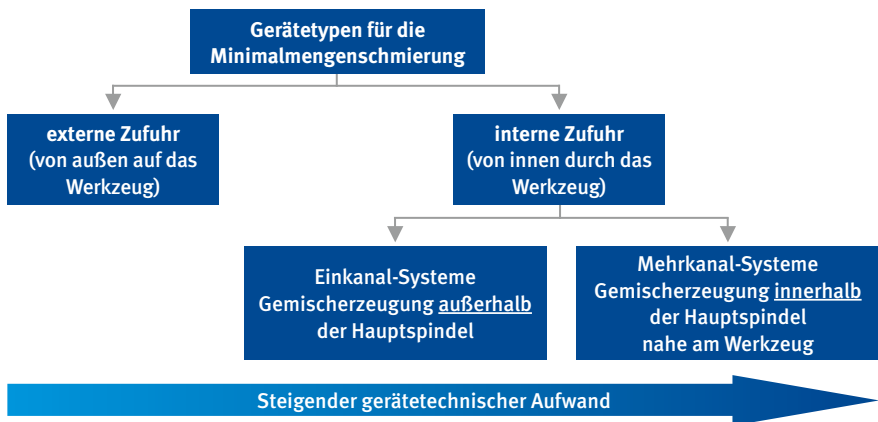 Gerätetypen für die
Minimalmengenschmierung
externe Zufuhr
(von außen auf das
Werkzeug)
interne Zufuhr
(von innen durch das
Werkzeug)
Einkanal-Systeme
Gemischerzeugung außerhalb
der Hauptspindel
Mehrkanal-Systeme
Gemischerzeugung innerhalb
der Hauptspindel
nahe am Werkzeug
Steigender gerätetechnischer Aufwand